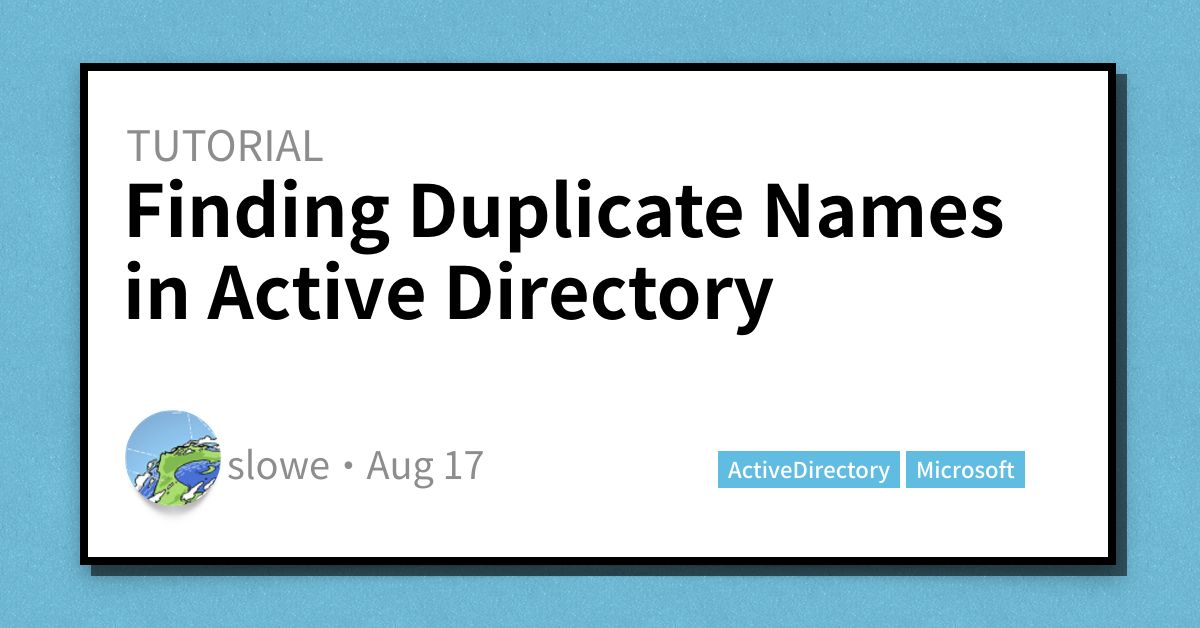 TUTORIAL
Finding Duplicate Names
in Active Directory
slowe • Aug 17
ActiveDirectory Microsoft